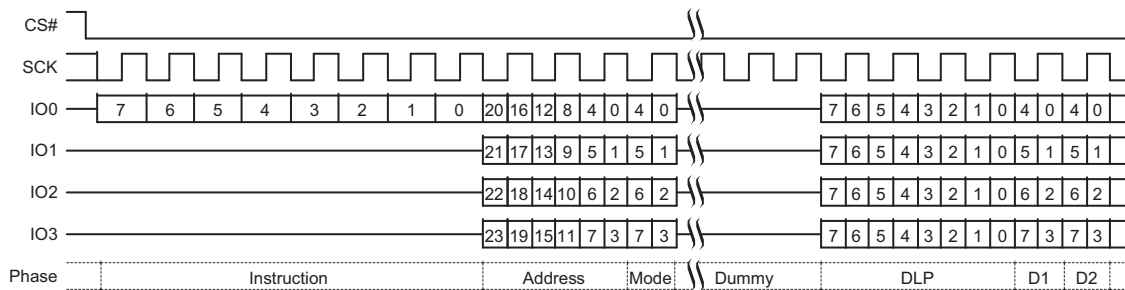 CS#
SCK
IO0 7 6 5 4 3 2 1 0 20 16 12 8 4 0 4 0 7 6 5 4 3 2 1 0 4 0 4 0
IO1 21 17 13 9 5 1 5 1 7 6 5 4 3 2 1 0 5 1 5 1
IO2 22 18 14 10 6 2 6 2 7 6 5 4 3 2 1 0 6 2 6 2
IO3 23 19 15 11 7 3 7 3 7 6 5 4 3 2 1 0 7 3 7 3
Phase Instruction Address Mode Dummy DLP D1 D2